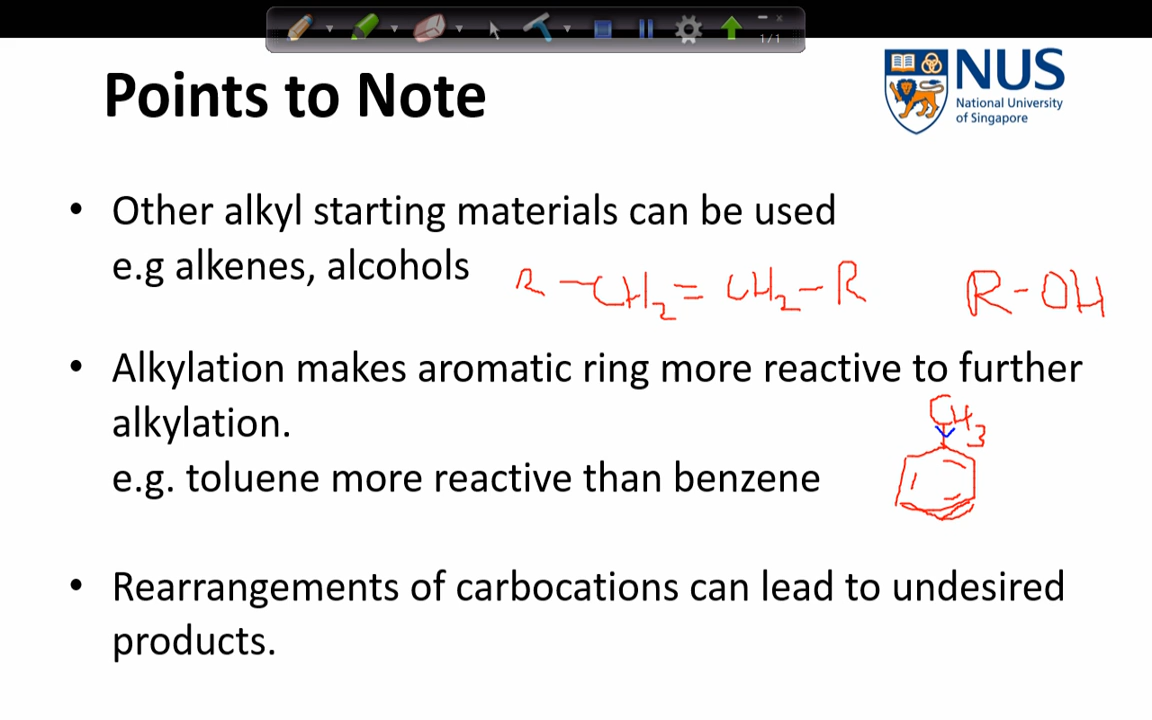 1/1
Points to Note
NUS
National University
of Singapore
• Other alkyl starting materials can be used
e.g alkenes, alcohols
R-CH2=CH2-R
R-OH
• Alkylation makes aromatic ring more reactive to further
alkylation.
CH3
e.g. toluene more reactive than benzene
• Rearrangements of carbocations can lead to undesired
products.